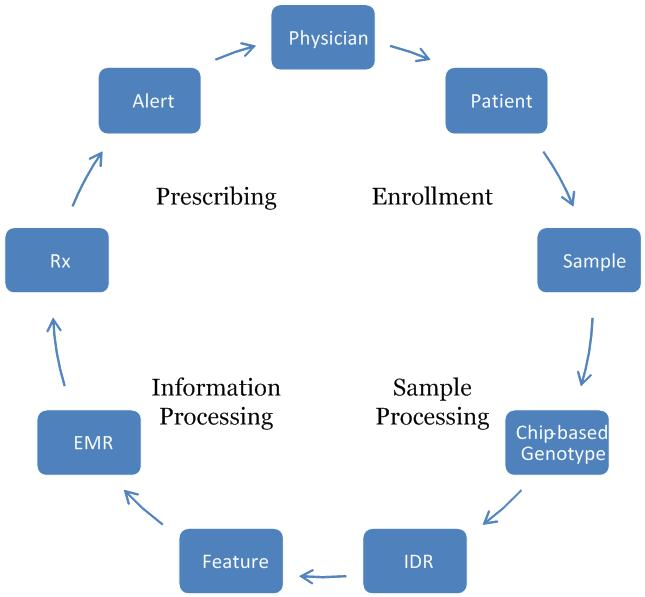 Physician
Alert
Patient
Prescribing
Enrollment
Rx
Sample
Information
Processing
Sample
Processing
EMR
Chip-based
Genotype
Feature
IDR